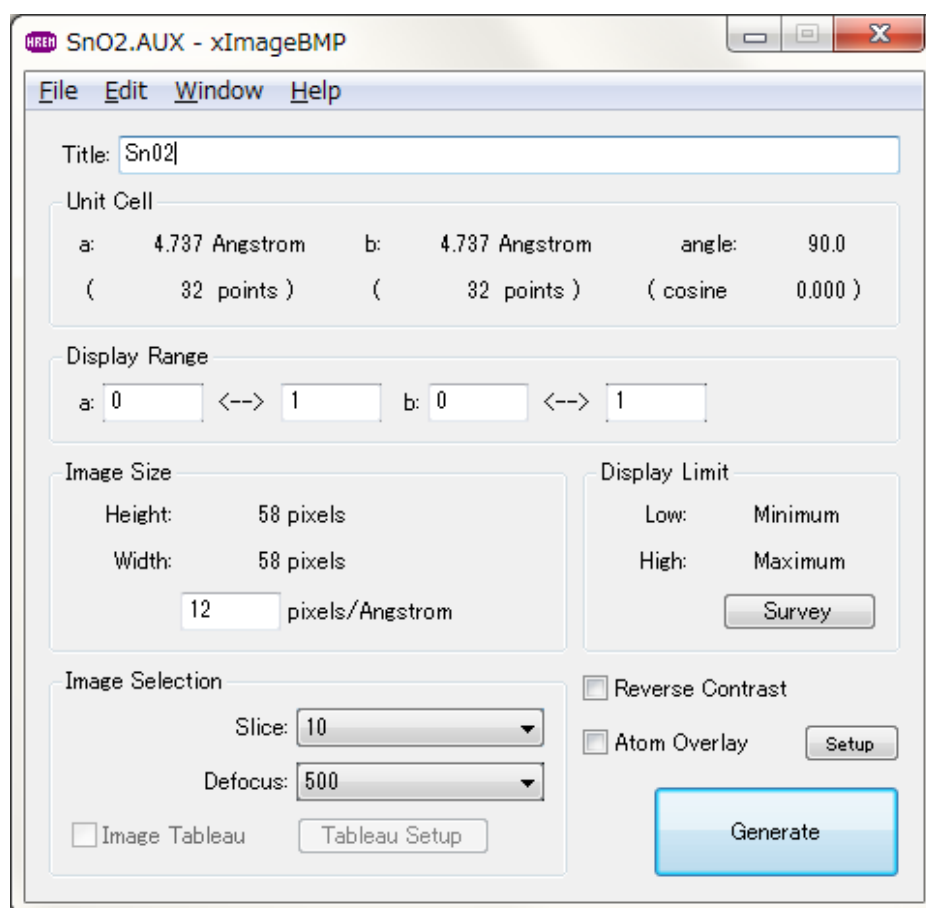 HREM SnO2.AUX - xImageBMP
File Edit Window Help
Title: Sn02
Unit Cell
a: 4.737 Angstrom b: 4.737 Angstrom angle: 90.0
( 32 points ) ( 32 points ) ( cosine 0.000 )
Display Range
a: 0 <--> 1 b: 0 <--> 1
Image Size
Height: 58 pixels
Width: 58 pixels
12 pixels/Angstrom
Display Limit
Low: Minimum
High: Maximum
Survey
Image Selection
Slice: 10
Defocus: 500
Image Tableau Tableau Setup
Reverse Contrast
Atom Overlay Setup
Generate